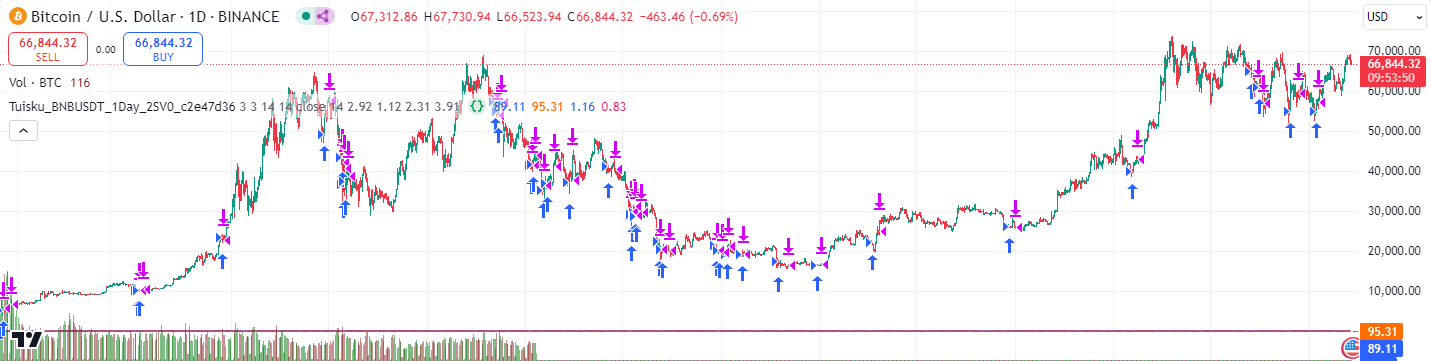 Bitcoin / U.S. Dollar · 1D · BINANCE O67,312.86 H67,730.94 L66,523.94 C66,844.32 −463.46 (−0.69%)
USD
66,844.32
SELL
0.00
66,844.32
BUY
Vol · BTC 116
Tuisku_BNBUSDT_1Day_2SV0_c2e47d36 3 3 14 14 close 14 2.92 1.12 2.31 3.91 {} 89.11 95.31 1.16 0.83
70,000.00
66,844.32
09:53:50
60,000.00
50,000.00
40,000.00
30,000.00
20,000.00
10,000.00
95.31
89.11